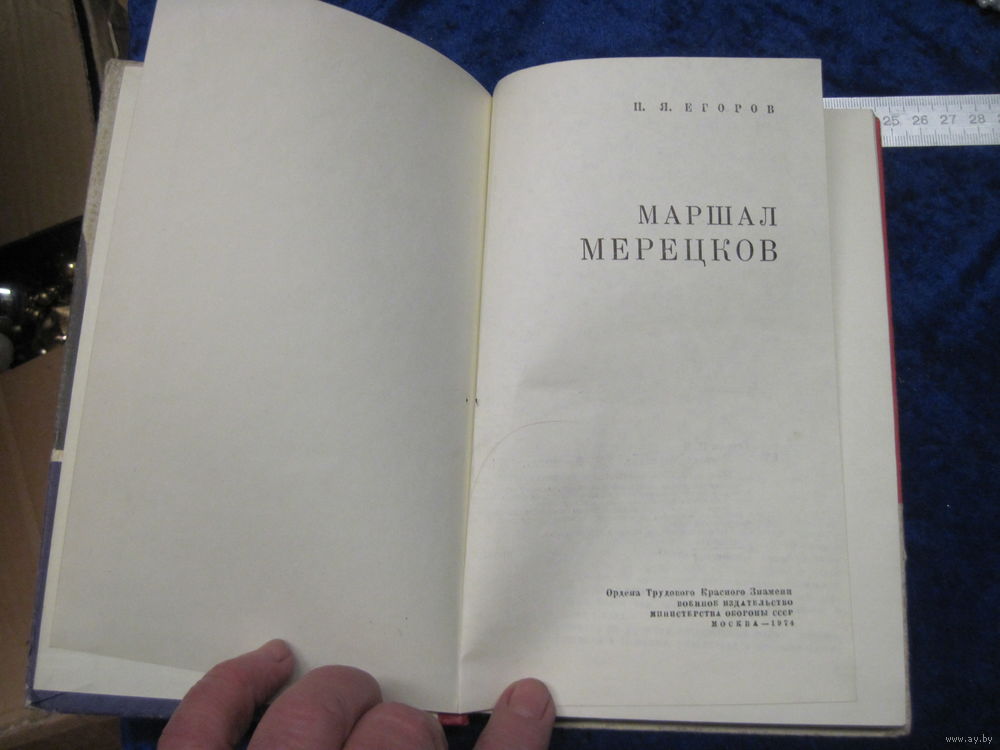 П. Я. ЕГОРОВ
МАРШАЛ
МЕРЕЦКОВ
Ордена Трудового Красного Знамени
ВОЕННОЕ ИЗДАТЕЛЬСТВО
МИНИСТЕРСТВА ОБОРОНЫ СССР
МОСКВА — 1974
25 26 27 28
www.ay.by